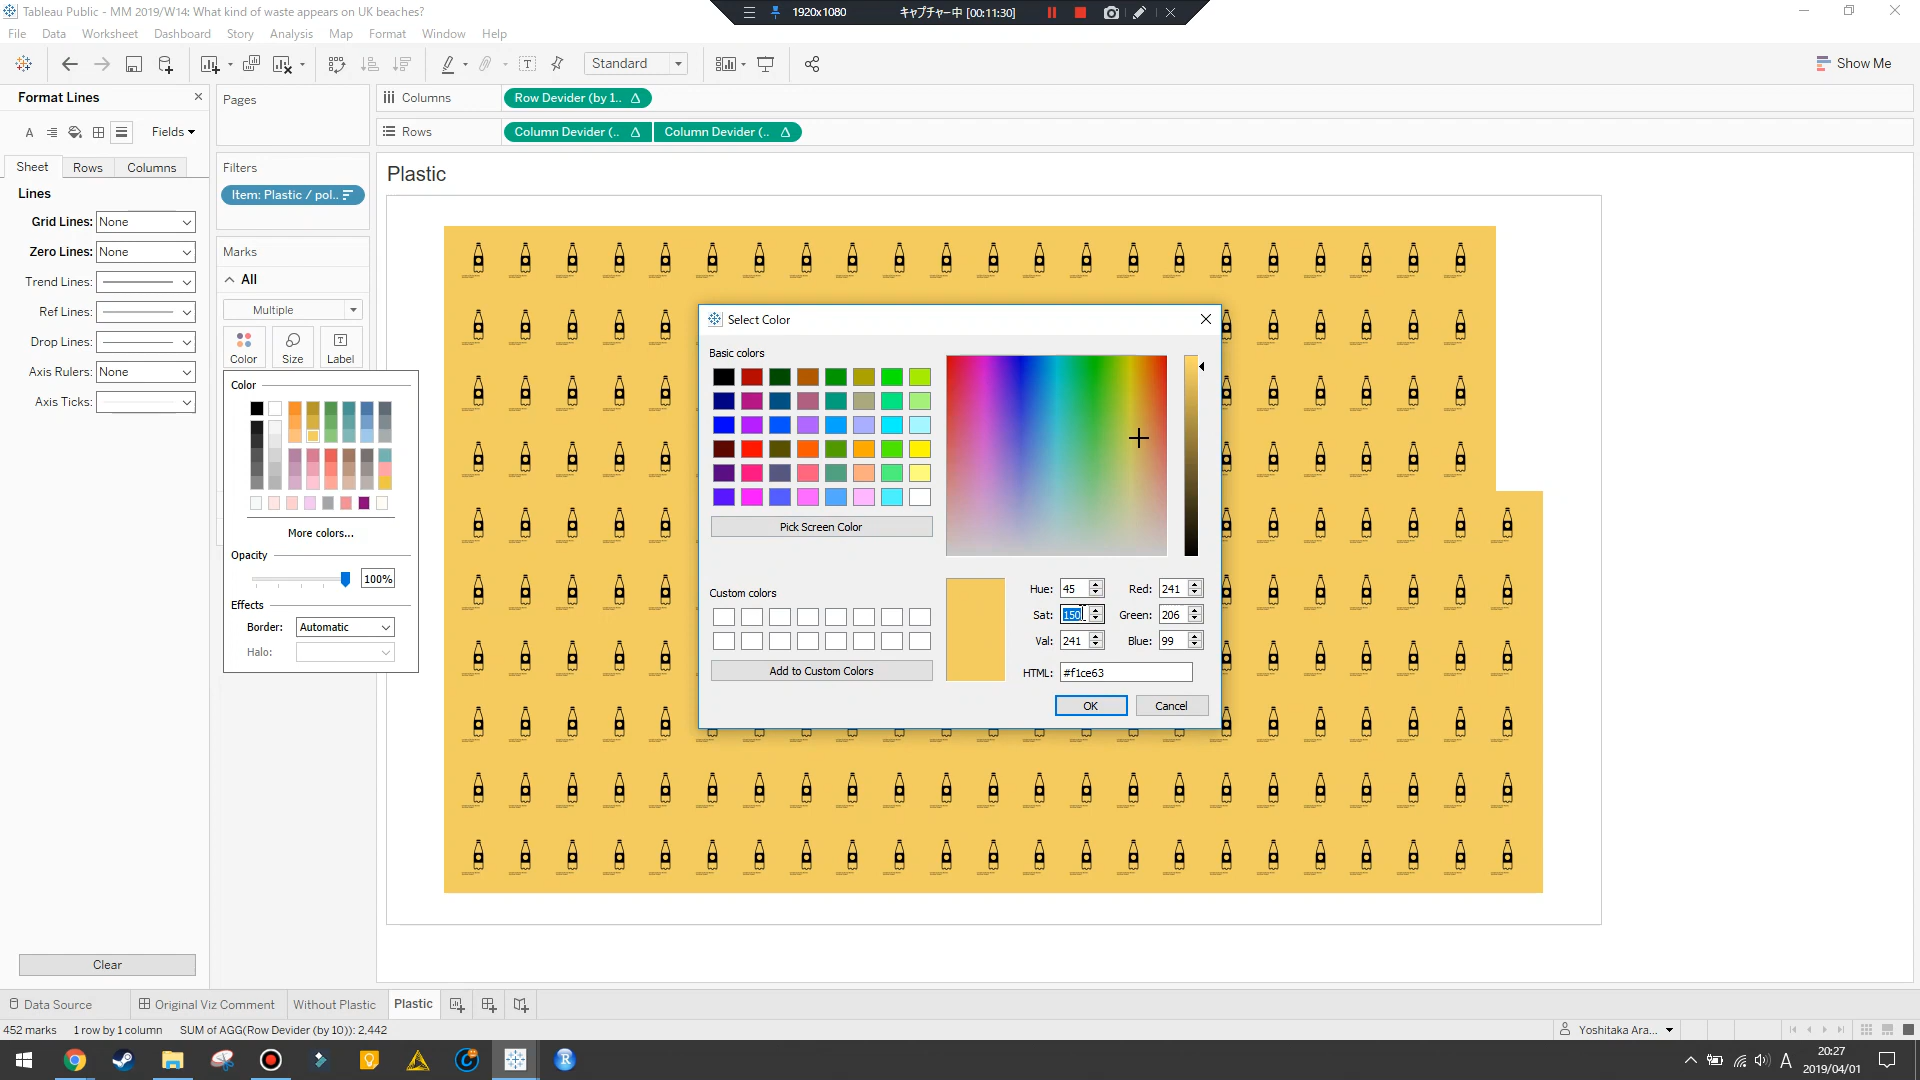 Tableau Public - MM 2019/W14: What kind of waste appears on UK beaches?
1920x1080
キャプチャー中 [00:11:30]
File Data Worksheet Dashboard Story Analysis Map Format Window Help
Standard
Show Me
Format Lines
Fields
Sheet Rows Columns
Lines
Grid Lines: None
Zero Lines: None
Trend Lines:
Ref Lines:
Drop Lines:
Axis Rulers: None
Axis Ticks:
Clear
Pages
Filters
Item: Plastic / pol..
Marks
All
Multiple
Color Size Label
Color
More colors...
Opacity
100%
Effects
Border: Automatic
Halo:
Columns
Row Devider (by 1..
Rows
Column Devider (.. Column Devider (..
Plastic
Select Color
Basic colors
Pick Screen Color
Custom colors
Add to Custom Colors
Hue: 45 Red: 241
Sat: 150 Green: 206
Val: 241 Blue: 99
HTML: #f1ce63
OK Cancel
Data Source Original Viz Comment Without Plastic Plastic
452 marks 1 row by 1 column SUM of AGG(Row Devider (by 10)): 2,442
Yoshitaka Ara...
A
20:27
2019/04/01